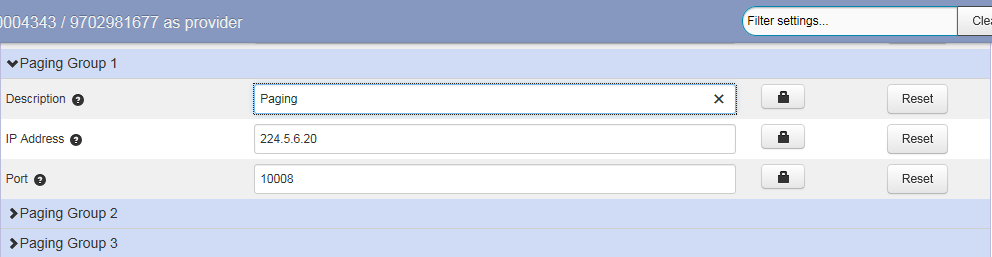 0004343 / 9702981677 as provider
Filter settings...
Clea
Paging Group 1
Description ?
Paging ✕
Reset
IP Address ?
224.5.6.20
Reset
Port ?
10008
Reset
Paging Group 2
Paging Group 3